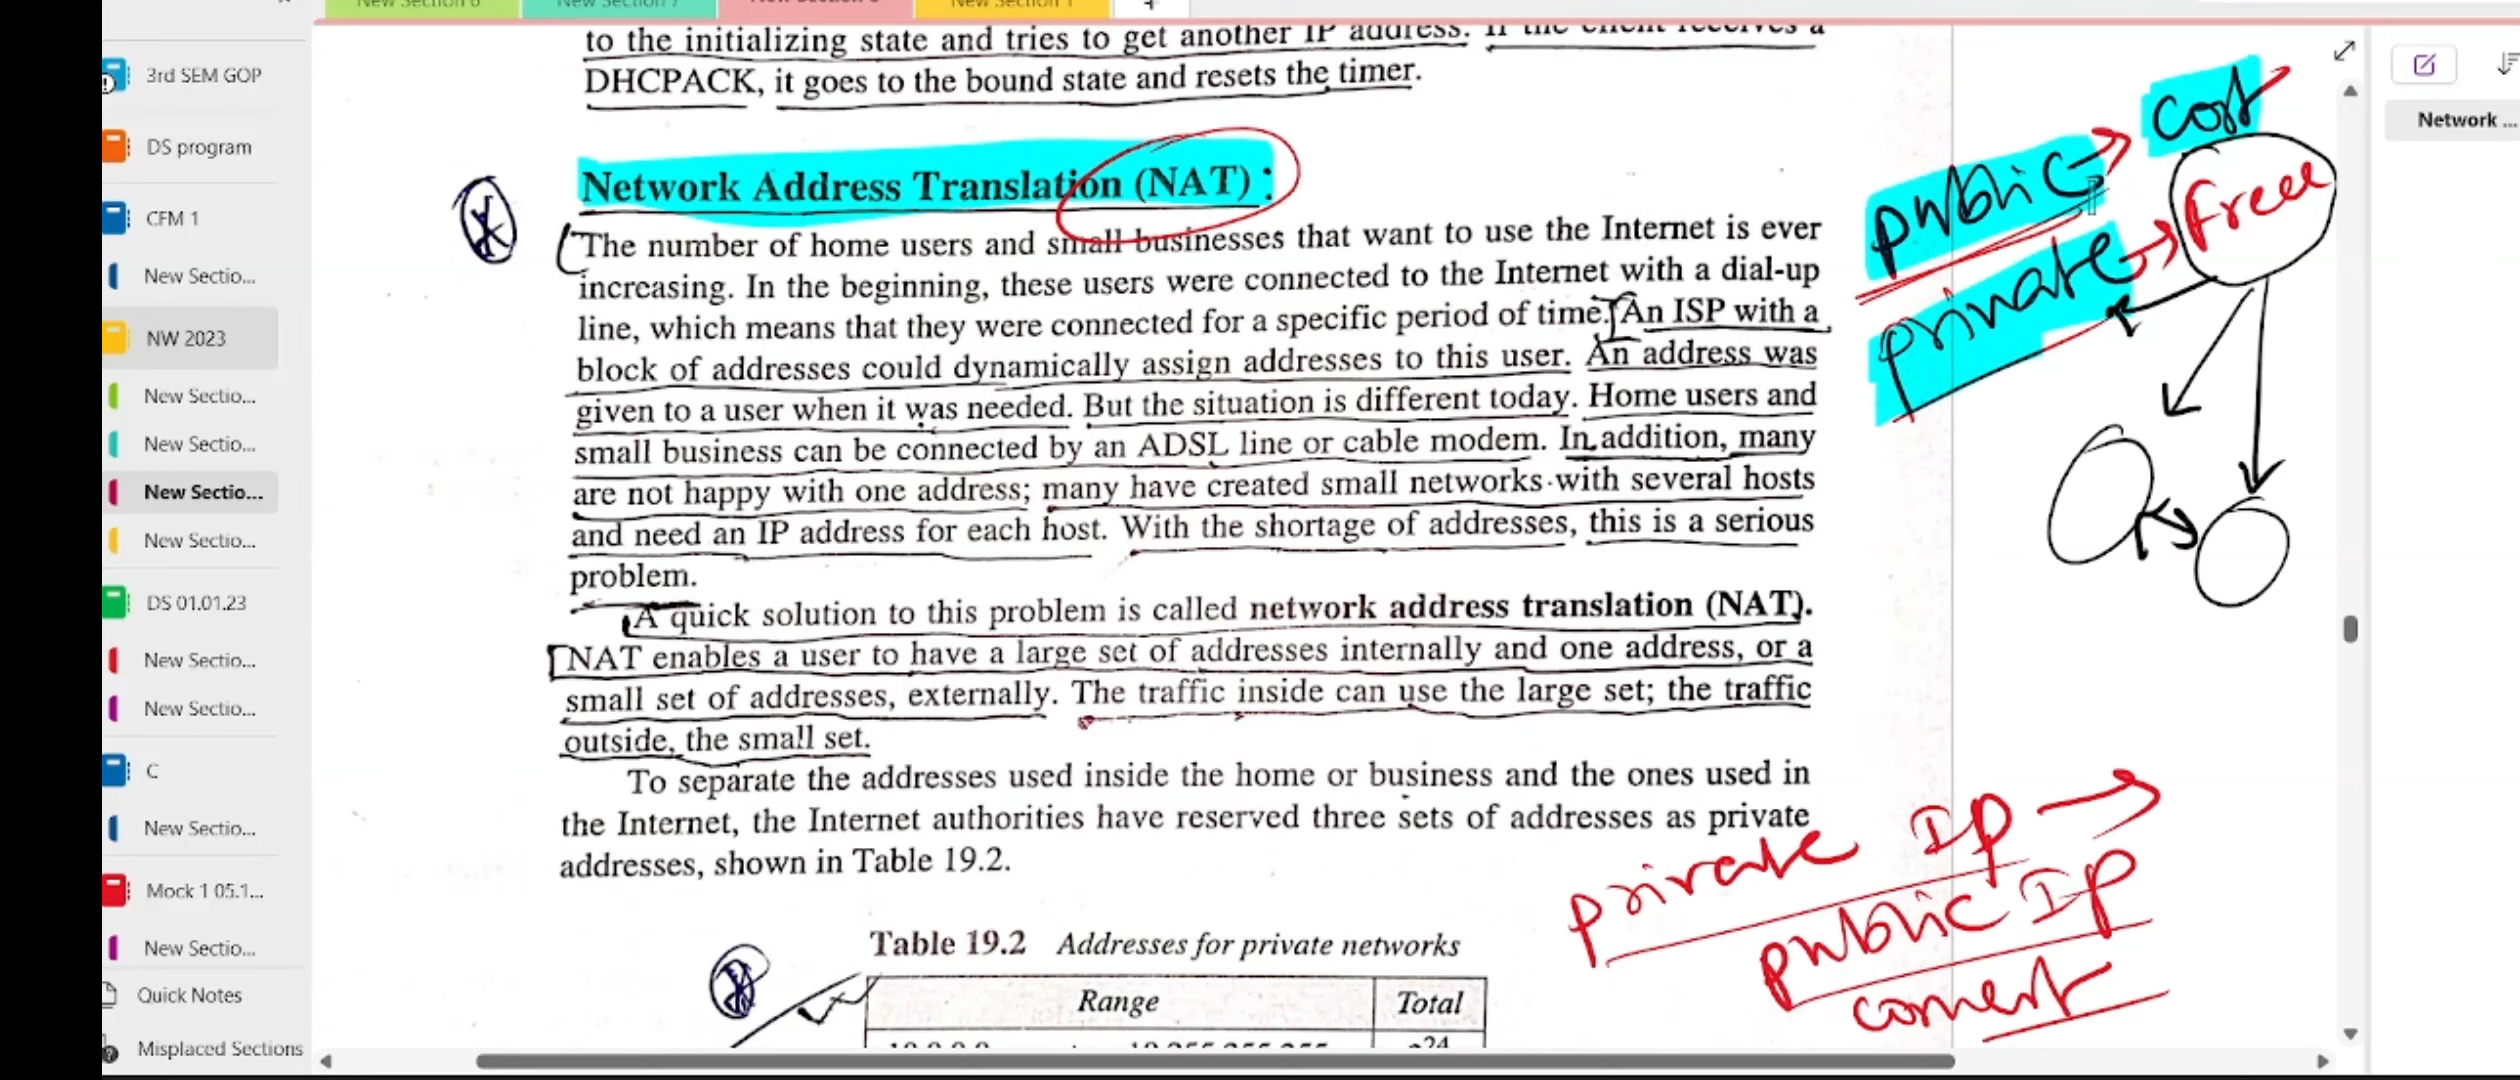 3rd SEM GOP
DS program
CFM 1
New Sectio...
NW 2023
New Sectio...
New Sectio...
New Sectio...
New Sectio...
DS 01.01.23
New Sectio...
New Sectio...
C
New Sectio...
Mock 1 05.1...
New Sectio...
Quick Notes
Misplaced Sections
to the initializing state and tries to get another IP address. If the client receives a
DHCPACK, it goes to the bound state and resets the timer.
Network Address Translation (NAT) :
The number of home users and small businesses that want to use the Internet is ever
increasing. In the beginning, these users were connected to the Internet with a dial-up
line, which means that they were connected for a specific period of time. An ISP with a
block of addresses could dynamically assign addresses to this user. An address was
given to a user when it was needed. But the situation is different today. Home users and
small business can be connected by an ADSL line or cable modem. In addition, many
are not happy with one address; many have created small networks with several hosts
and need an IP address for each host. With the shortage of addresses, this is a serious
problem.
A quick solution to this problem is called network address translation (NAT).
NAT enables a user to have a large set of addresses internally and one address, or a
small set of addresses, externally. The traffic inside can use the large set; the traffic
outside, the small set.
To separate the addresses used inside the home or business and the ones used in
the Internet, the Internet authorities have reserved three sets of addresses as private
addresses, shown in Table 19.2.
Table 19.2 Addresses for private networks
Range Total
public → cost
private → Freee
private Ip →
public Ip
Network ...